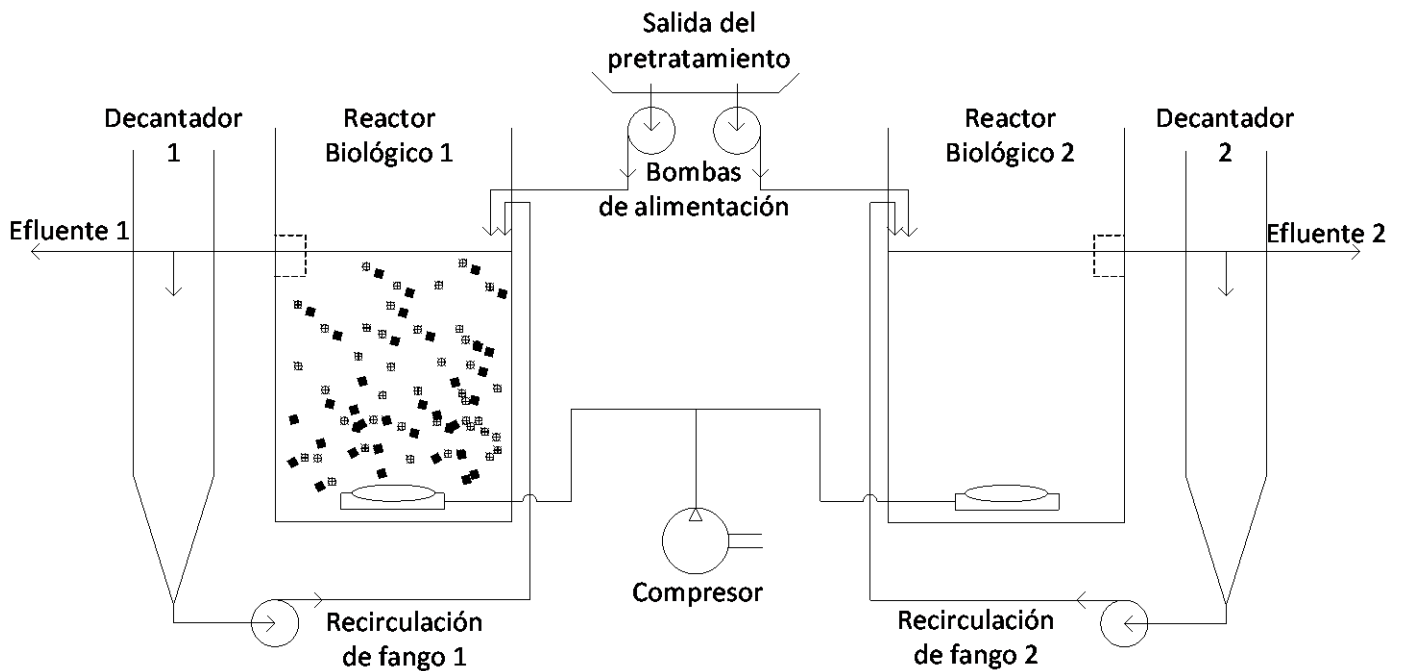 Salida del
pretratamiento
Decantador
1
Reactor
Biológico 1
Reactor
Biológico 2
Decantador
2
Bombas
de alimentación
Efluente 1
Efluente 2
Compresor
Recirculación
de fango 1
Recirculación
de fango 2